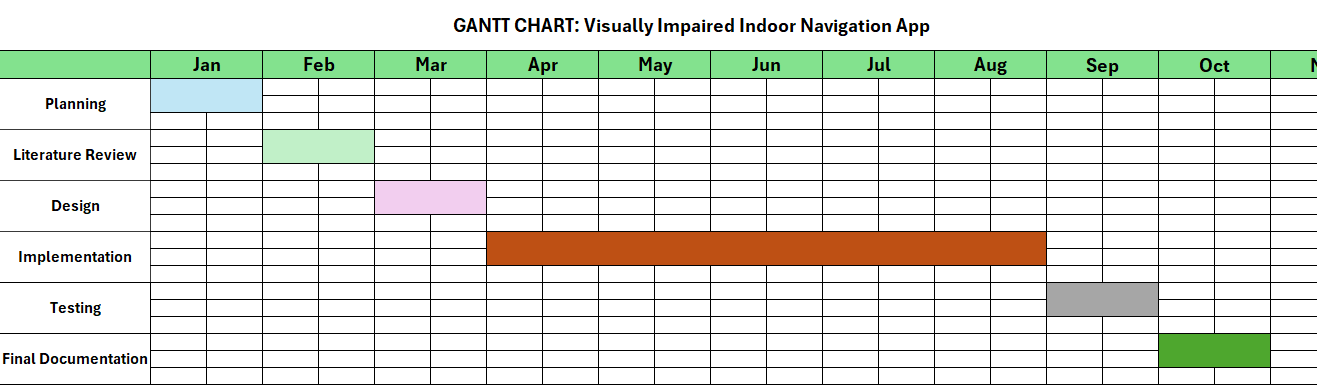 GANTT CHART: Visually Impaired Indoor Navigation App
Jan Feb Mar Apr May Jun Jul Aug Sep Oct
Planning
Literature Review
Design
Implementation
Testing
Final Documentation